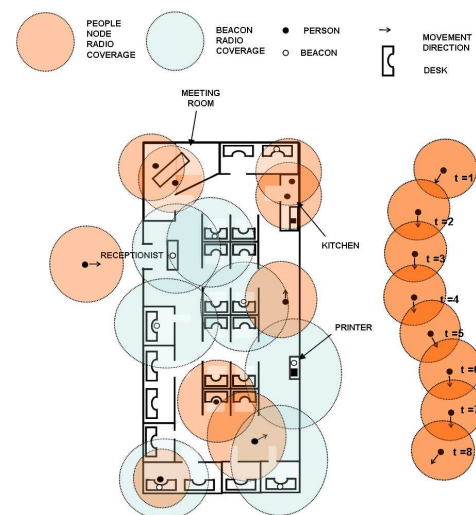 PEOPLE
NODE
RADIO
COVERAGE
BEACON
RADIO
COVERAGE
PERSON
BEACON
MOVEMENT
DIRECTION
DESK
MEETING
ROOM
KITCHEN
RECEPTIONIST
PRINTER
t =2
t =3
t =4
t =5
t =8